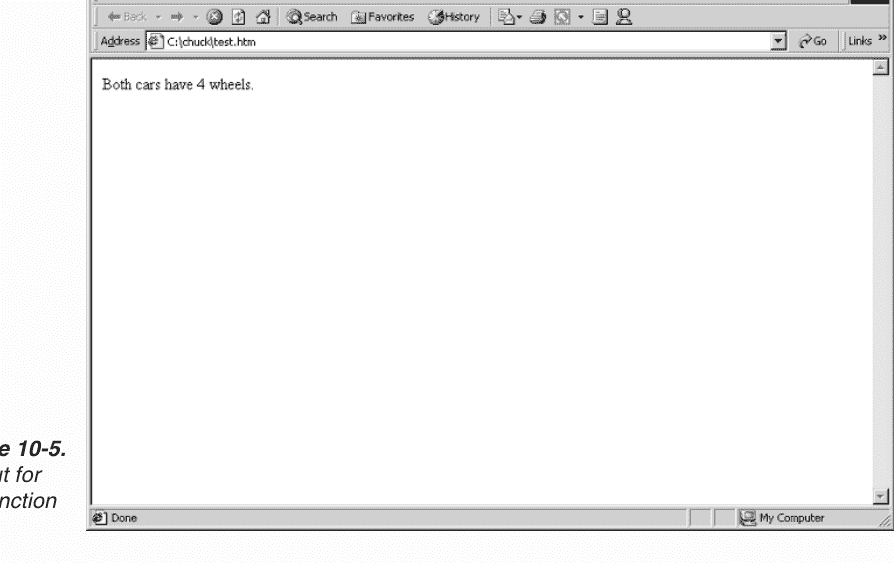 Back Search Favorites History
Address C:\chuck\test.htm Go Links »
Both cars have 4 wheels.
e 10-5.
ut for
nction
Done My Computer